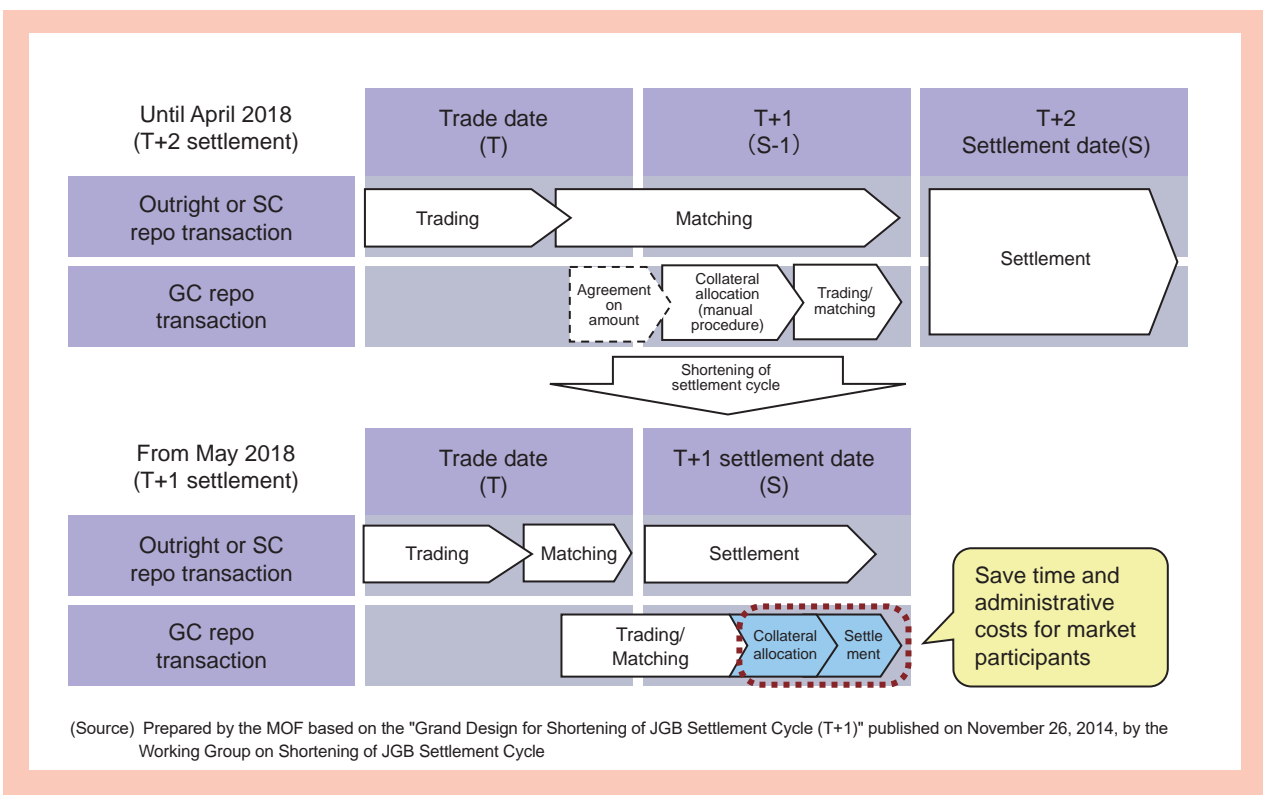 Until April 2018
(T+2 settlement)
Trade date
(T)
T+1
（S-1）
T+2
Settlement date(S)
Outright or SC
repo transaction
Trading
Matching
Settlement
GC repo
transaction
Agreement
on
amount
Collateral
allocation
(manual
procedure)
Trading/
matching
Shortening of
settlement cycle
From May 2018
(T+1 settlement)
Trade date
(T)
T+1 settlement date
(S)
Outright or SC
repo transaction
Trading
Matching
Settlement
GC repo
transaction
Trading/
Matching
Collateral
allocation
Settle
ment
Save time and
administrative
costs for market
participants
(Source) Prepared by the MOF based on the "Grand Design for Shortening of JGB Settlement Cycle (T+1)" published on November 26, 2014, by the
Working Group on Shortening of JGB Settlement Cycle